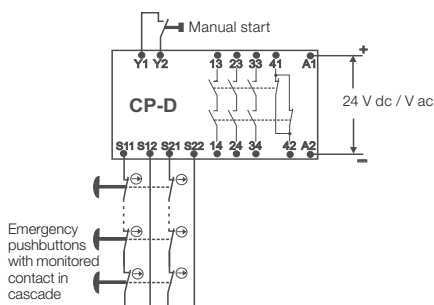 Manual start
Y1 Y2 13 23 33 41 A1 +
CP-D
24 V dc / V ac
S11 S12 S21 S22 14 24 34 42 A2 –
Emergency
pushbuttons
with monitored
contact in
cascade